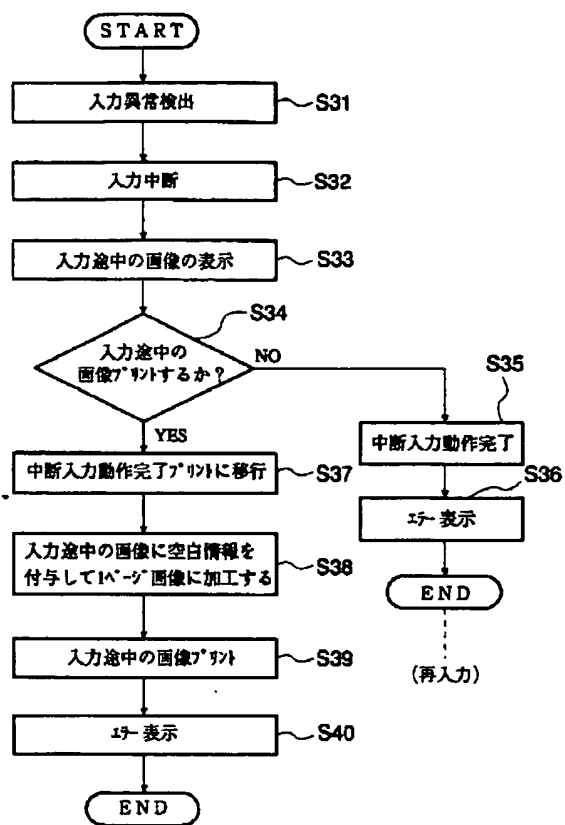 START
入力異常検出
S31
入力中断
S32
入力途中の画像の表示
S33
S34
入力途中の
画像プリントするか?
NO
YES
S35
中断入力動作完了
S36
エラー表示
END
(再入力)
中断入力動作完了プリントに移行
S37
入力途中の画像に空白情報を
付与して1ページ画像に加工する
S38
入力途中の画像プリント
S39
エラー表示
S40
END